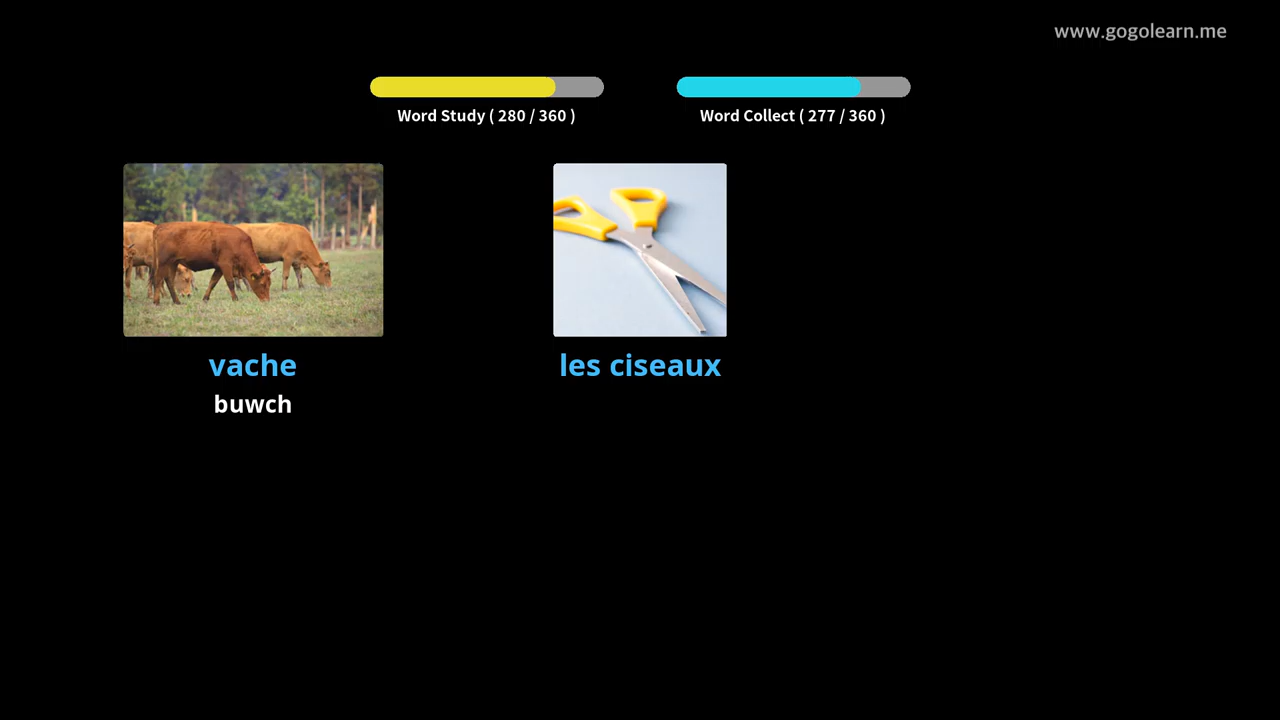 www.gogolearn.me
Word Study ( 280 / 360 )
Word Collect ( 277 / 360 )
vache
buwch
les ciseaux